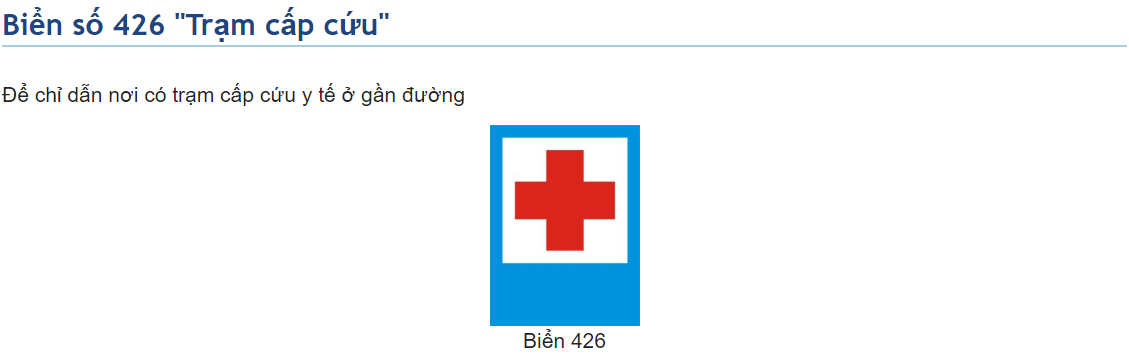 Biển số 426 "Trạm cấp cứu"
Để chỉ dẫn nơi có trạm cấp cứu y tế ở gần đường
Biển 426